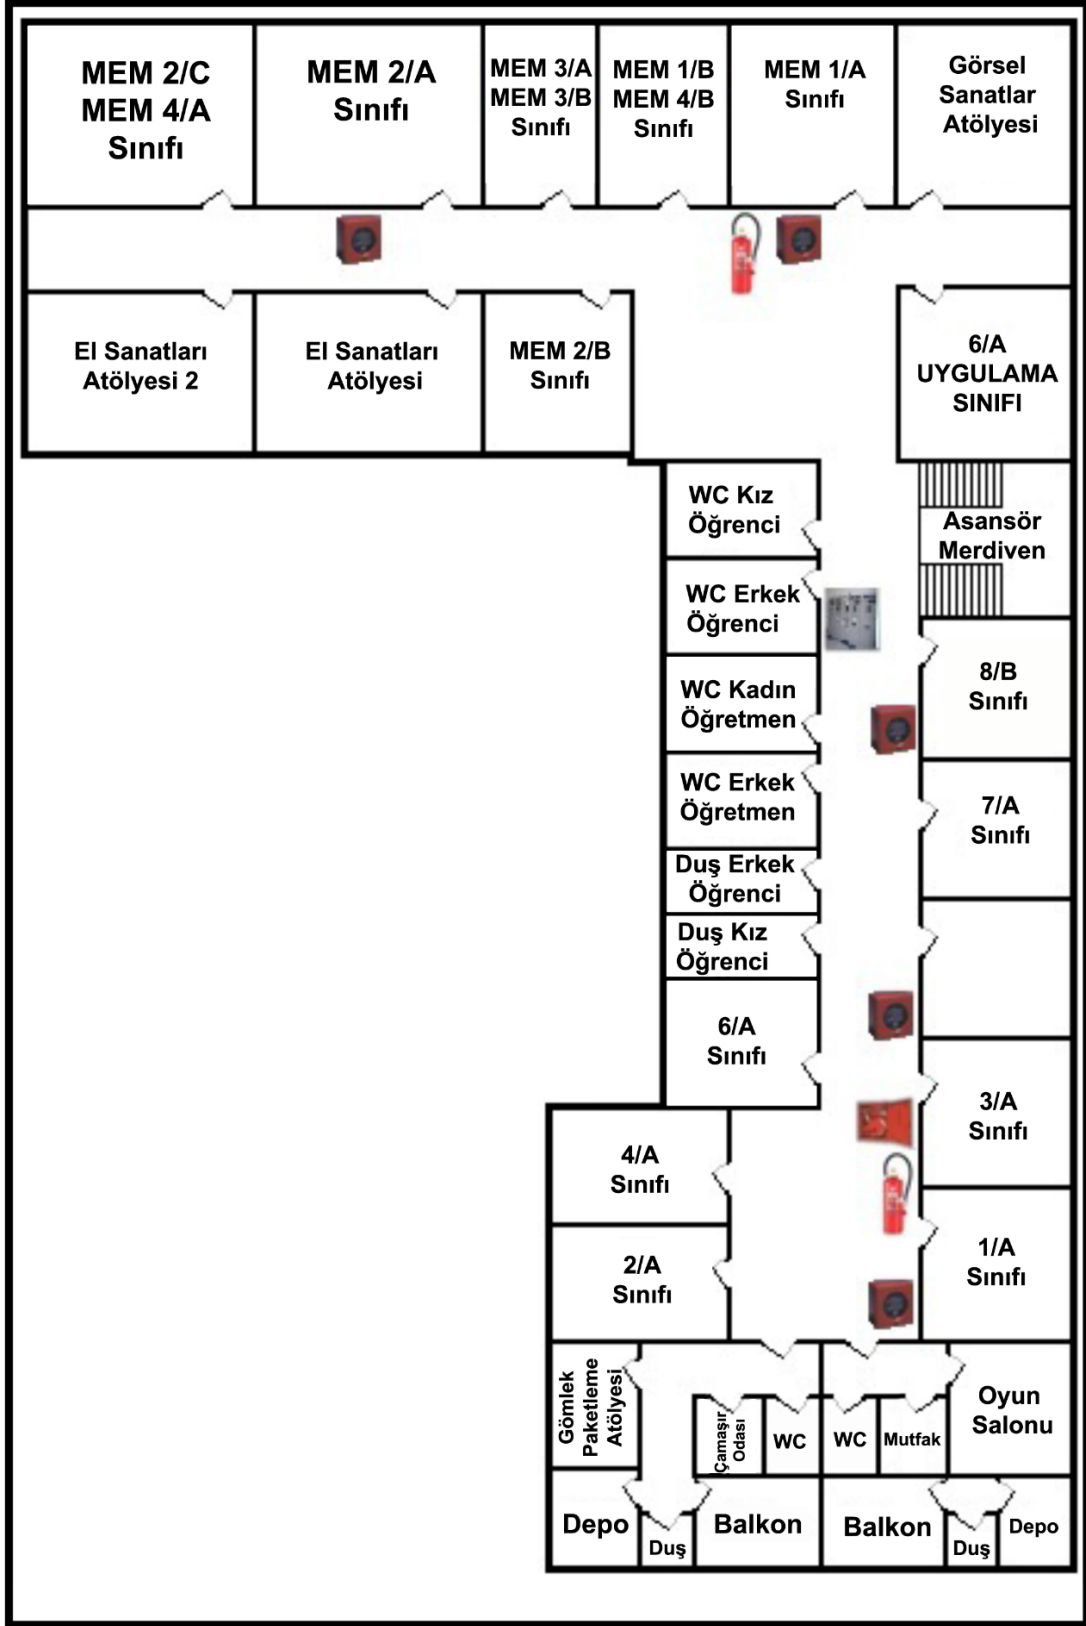 MEM 2/C
MEM 4/A
Sınıfı
MEM 2/A
Sınıfı
MEM 3/A
MEM 3/B
Sınıfı
MEM 1/B
MEM 4/B
Sınıfı
MEM 1/A
Sınıfı
Görsel
Sanatlar
Atölyesi
El Sanatları
Atölyesi 2
El Sanatları
Atölyesi
MEM 2/B
Sınıfı
6/A
UYGULAMA
SINIFI
WC Kız
Öğrenci
Asansör
Merdiven
WC Erkek
Öğrenci
8/B
Sınıfı
WC Kadın
Öğretmen
WC Erkek
Öğretmen
7/A
Sınıfı
Duş Erkek
Öğrenci
Duş Kız
Öğrenci
6/A
Sınıfı
3/A
Sınıfı
4/A
Sınıfı
2/A
Sınıfı
1/A
Sınıfı
Gömlek
Paketleme
Atölyesi
Çamaşır
Odası
WC
WC
Mutfak
Oyun
Salonu
Depo
Duş
Balkon
Balkon
Duş
Depo